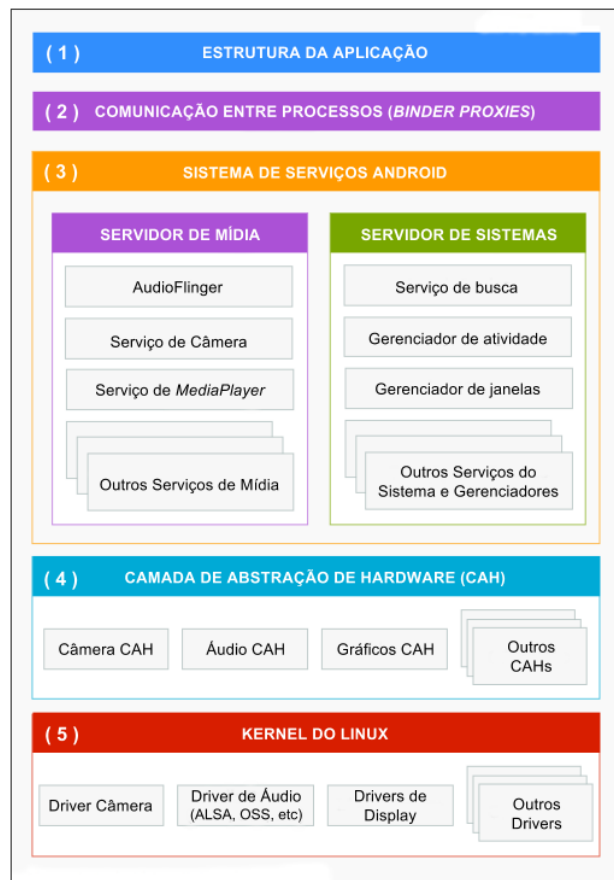 ( 1 ) ESTRUTURA DA APLICAÇÃO
( 2 ) COMUNICAÇÃO ENTRE PROCESSOS (BINDER PROXIES)
( 3 ) SISTEMA DE SERVIÇOS ANDROID
SERVIDOR DE MÍDIA
AudioFlinger
Serviço de Câmera
Serviço de MediaPlayer
Outros Serviços de Mídia
SERVIDOR DE SISTEMAS
Serviço de busca
Gerenciador de atividade
Gerenciador de janelas
Outros Serviços do
Sistema e Gerenciadores
( 4 ) CAMADA DE ABSTRAÇÃO DE HARDWARE (CAH)
Câmera CAH
Áudio CAH
Gráficos CAH
Outros
CAHs
( 5 ) KERNEL DO LINUX
Driver Câmera
Driver de Áudio
(ALSA, OSS, etc)
Drivers de
Display
Outros
Drivers